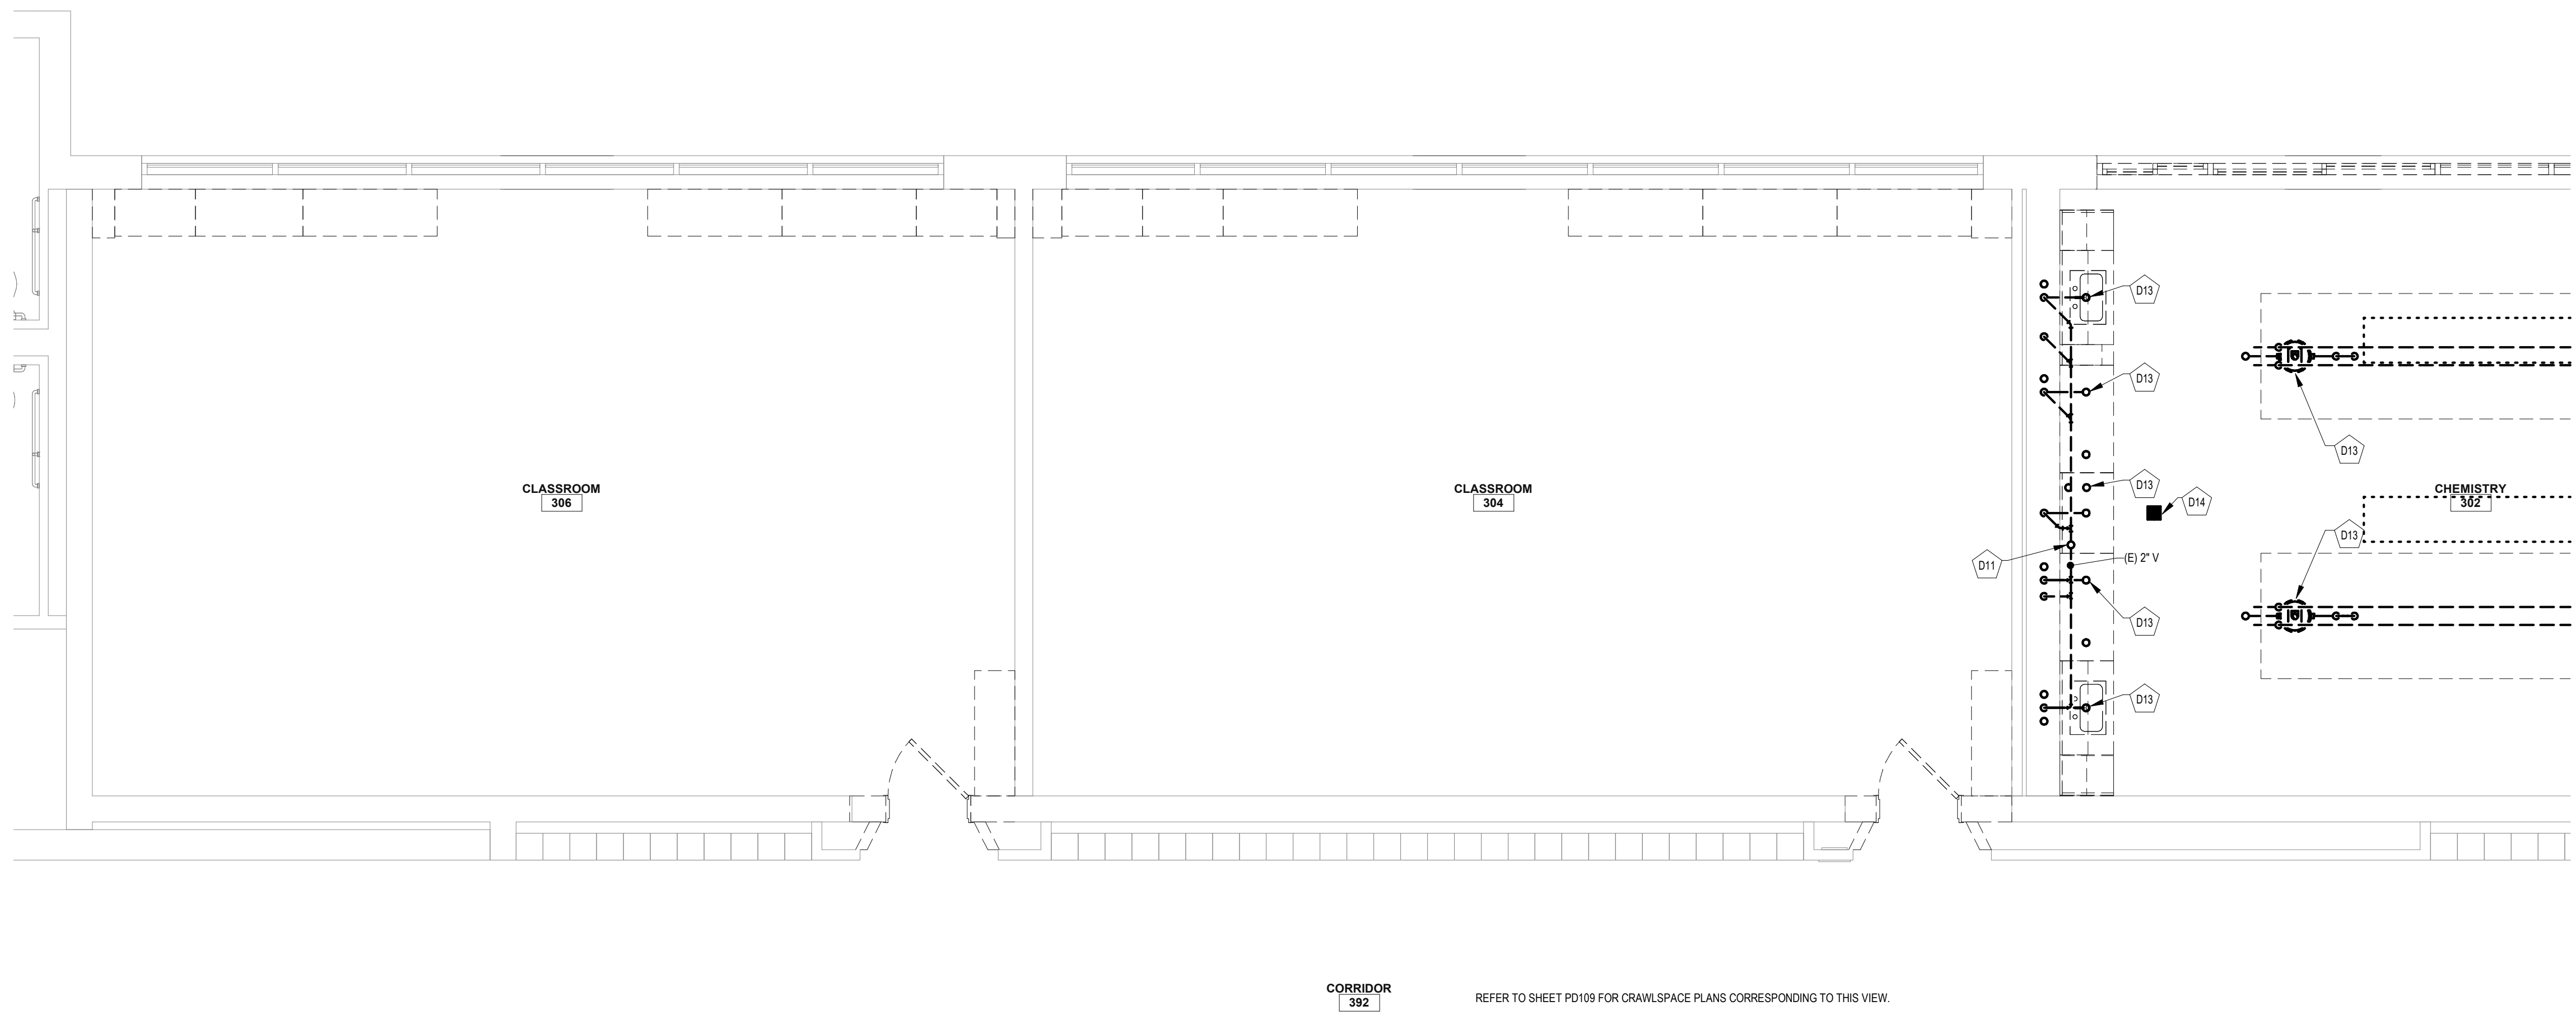 D13
D13
D13
CLASSROOM
306
CLASSROOM
304
D13
CHEMISTRY
302
D14
D13
D11
(E) 2" V
D13
D13
CORRIDOR
392
REFER TO SHEET PD109 FOR CRAWLSPACE PLANS CORRESPONDING TO THIS VIEW.